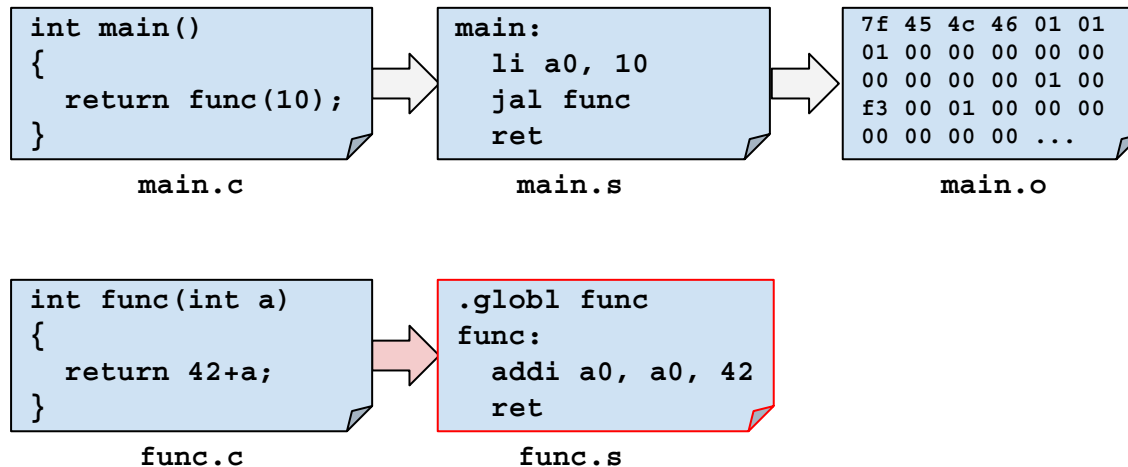 int main()
{
  return func(10);
}
main.c
main:
  li a0, 10
  jal func
  ret
main.s
7f 45 4c 46 01 01
01 00 00 00 00 00
00 00 00 00 01 00
f3 00 01 00 00 00
00 00 00 00 ...
main.o
int func(int a)
{
  return 42+a;
}
func.c
.globl func
func:
  addi a0, a0, 42
  ret
func.s